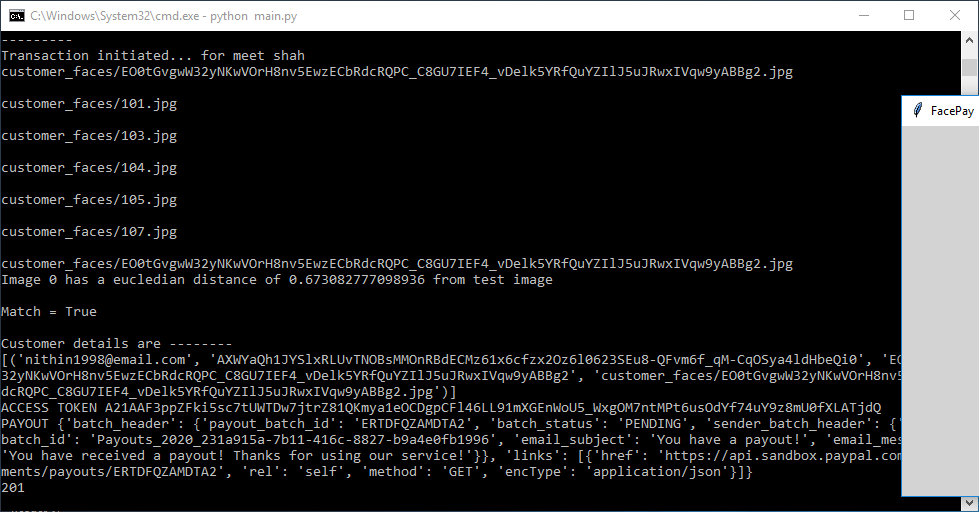 C:\Windows\System32\cmd.exe - python  main.py
---------
Transaction initiated... for meet shah
customer_faces/EO0tGvgwW32yNKwVOrH8nv5EwzECbRdcRQPC_C8GU7IEF4_vDelk5YRfQuYZIlJ5uJRwxIVqw9yABBg2.jpg
customer_faces/101.jpg
customer_faces/103.jpg
customer_faces/104.jpg
customer_faces/105.jpg
customer_faces/107.jpg
customer_faces/EO0tGvgwW32yNKwVOrH8nv5EwzECbRdcRQPC_C8GU7IEF4_vDelk5YRfQuYZIlJ5uJRwxIVqw9yABBg2.jpg
Image 0 has a eucledian distance of 0.673082777098936 from test image
Match = True
Customer details are --------
[('nithin1998@email.com', 'AXWYaQh1JYSlxRLUvTNOBsMMOnRBdECMz61x6cfzx2Oz6l0623SEu8-QFvm6f_qM-CqOSya4ldHbeQi0', 'EO
32yNKwVOrH8nv5EwzECbRdcRQPC_C8GU7IEF4_vDelk5YRfQuYZIlJ5uJRwxIVqw9yABBg2', 'customer_faces/EO0tGvgwW32yNKwVOrH8nv5
dcRQPC_C8GU7IEF4_vDelk5YRfQuYZIlJ5uJRwxIVqw9yABBg2.jpg')]
ACCESS TOKEN A21AAF3ppZFki5sc7tUWTDw7jtrZ81QKmya1eOCDgpCFl46LL91mXGEnWoU5_WxgOM7ntMPt6usOdYf74uY9z8mU0fXLATjdQ
PAYOUT {'batch_header': {'payout_batch_id': 'ERTDFQZAMDTA2', 'batch_status': 'PENDING', 'sender_batch_header': {'
batch_id': 'Payouts_2020_231a915a-7b11-416c-8827-b9a4e0fb1996', 'email_subject': 'You have a payout!', 'email_mes
'You have received a payout! Thanks for using our service!'}}, 'links': [{'href': 'https://api.sandbox.paypal.com
ments/payouts/ERTDFQZAMDTA2', 'rel': 'self', 'method': 'GET', 'encType': 'application/json'}]}
201
FacePay